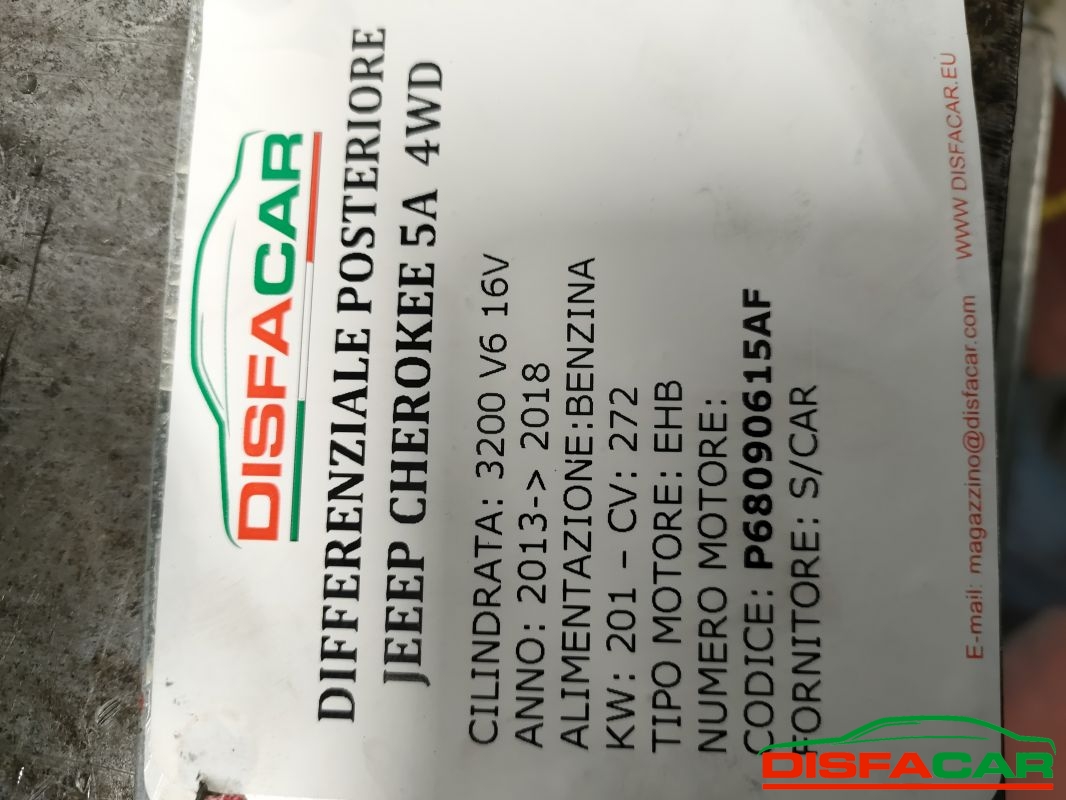 DISFACAR
DIFFERENZIALE POSTERIORE
JEEP CHEROKEE 5A 4WD
CILINDRATA: 3200 V6 16V
ANNO: 2013-> 2018
ALIMENTAZIONE:BENZINA
KW: 201 – CV: 272
TIPO MOTORE: EHB
NUMERO MOTORE:
CODICE: P68090615AF
FORNITORE: S/CAR
E-mail: magazzino@disfacar.com WWW DISFACAR.EU
DISFACAR